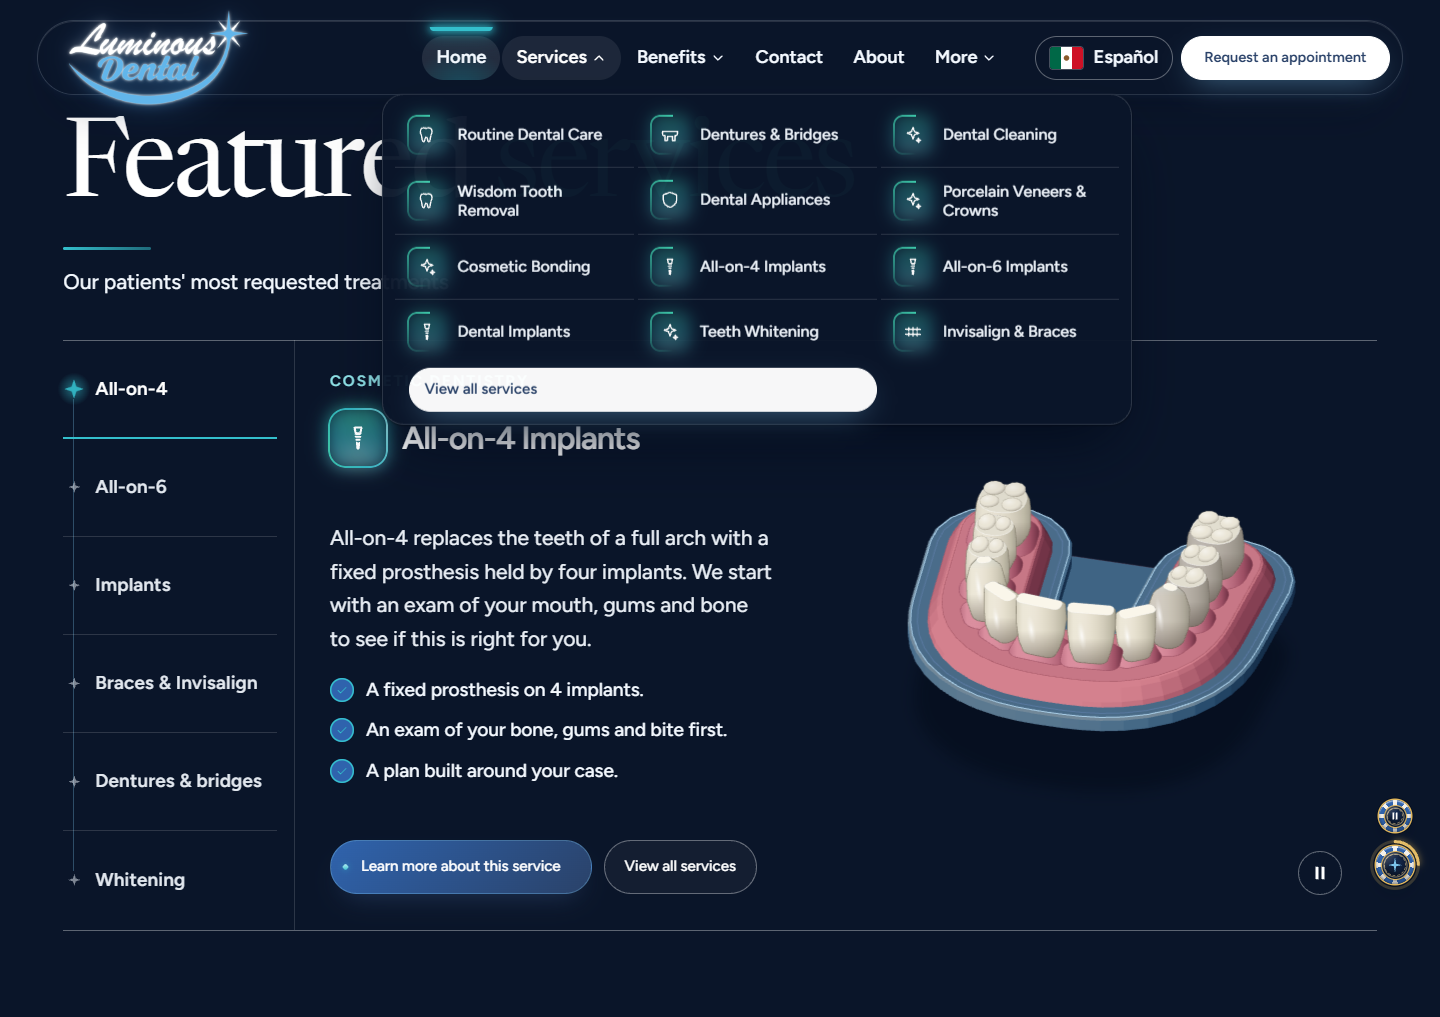 Luminous
Dental
Home
Services
Benefits
Contact
About
More
Español
Request an appointment
Routine Dental Care
Dentures & Bridges
Dental Cleaning
Wisdom Tooth
Removal
Dental Appliances
Porcelain Veneers &
Crowns
Cosmetic Bonding
All-on-4 Implants
All-on-6 Implants
Dental Implants
Teeth Whitening
Invisalign & Braces
View all services
Featured services
Our patients' most requested treatments
All-on-4
All-on-6
Implants
Braces & Invisalign
Dentures & bridges
Whitening
All-on-4 Implants
All-on-4 replaces the teeth of a full arch with a
fixed prosthesis held by four implants. We start
with an exam of your mouth, gums and bone
to see if this is right for you.
A fixed prosthesis on 4 implants.
An exam of your bone, gums and bite first.
A plan built around your case.
Learn more about this service
View all services